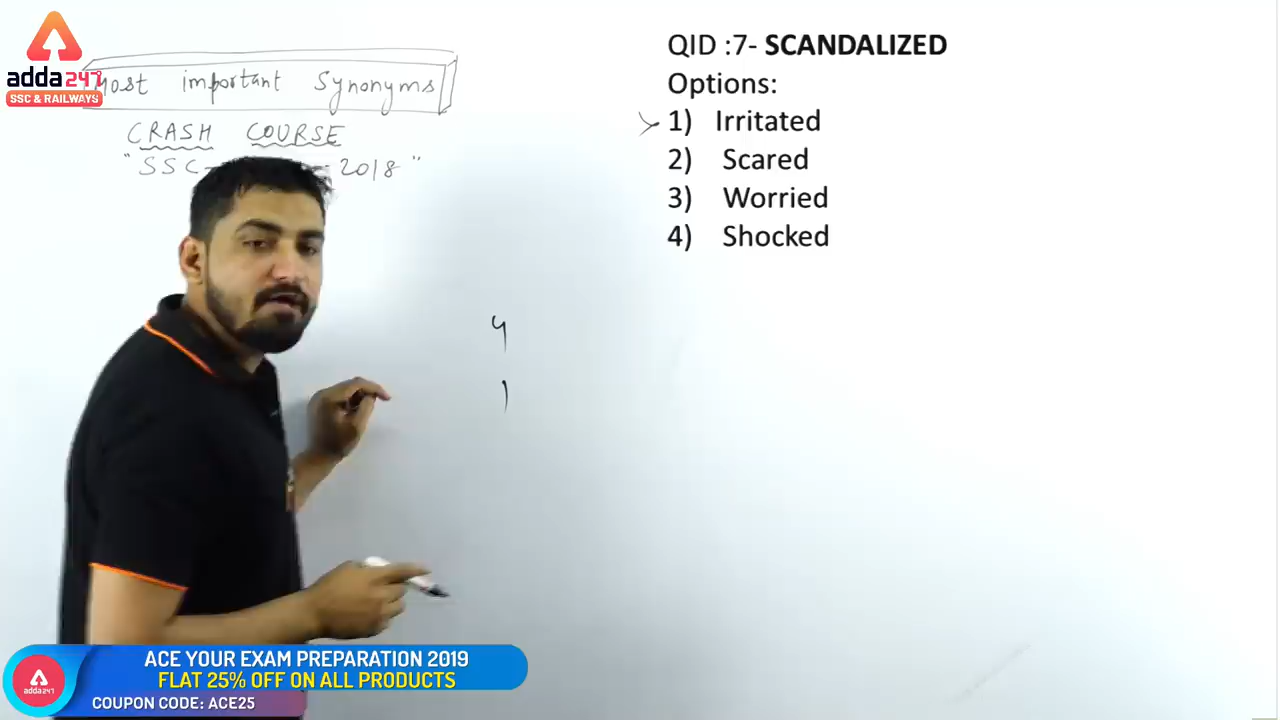 adda247
SSC & RAILWAYS
Most important Synonyms
CRASH COURSE
"SSC- 2018"
QID :7- SCANDALIZED
Options:
1) Irritated
2) Scared
3) Worried
4) Shocked
4
1
ACE YOUR EXAM PREPARATION 2019
FLAT 25% OFF ON ALL PRODUCTS
COUPON CODE: ACE25
adda247